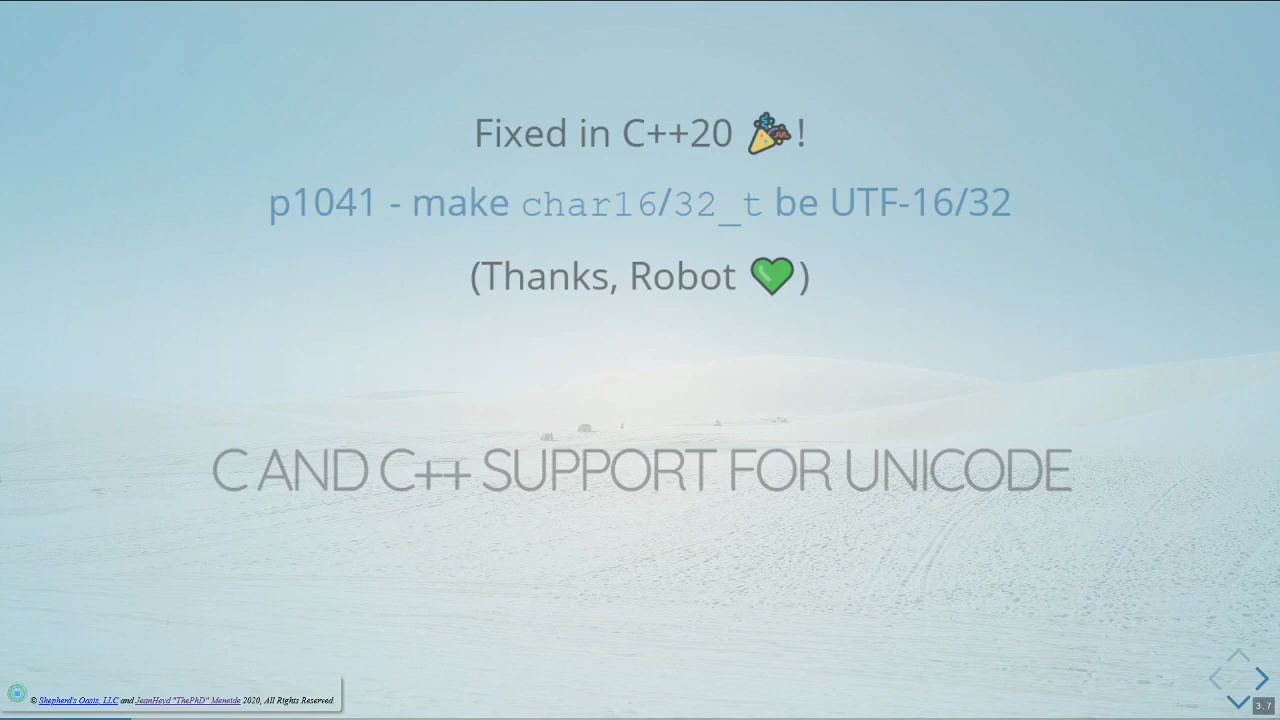 Fixed in C++20 🎉!
p1041 - make char16/32_t be UTF-16/32
(Thanks, Robot 💚)
C AND C++ SUPPORT FOR UNICODE
© Shepherd's Oasis, LLC and JeanHeyd "ThePhD" Meneide 2020, All Rights Reserved.
3.7